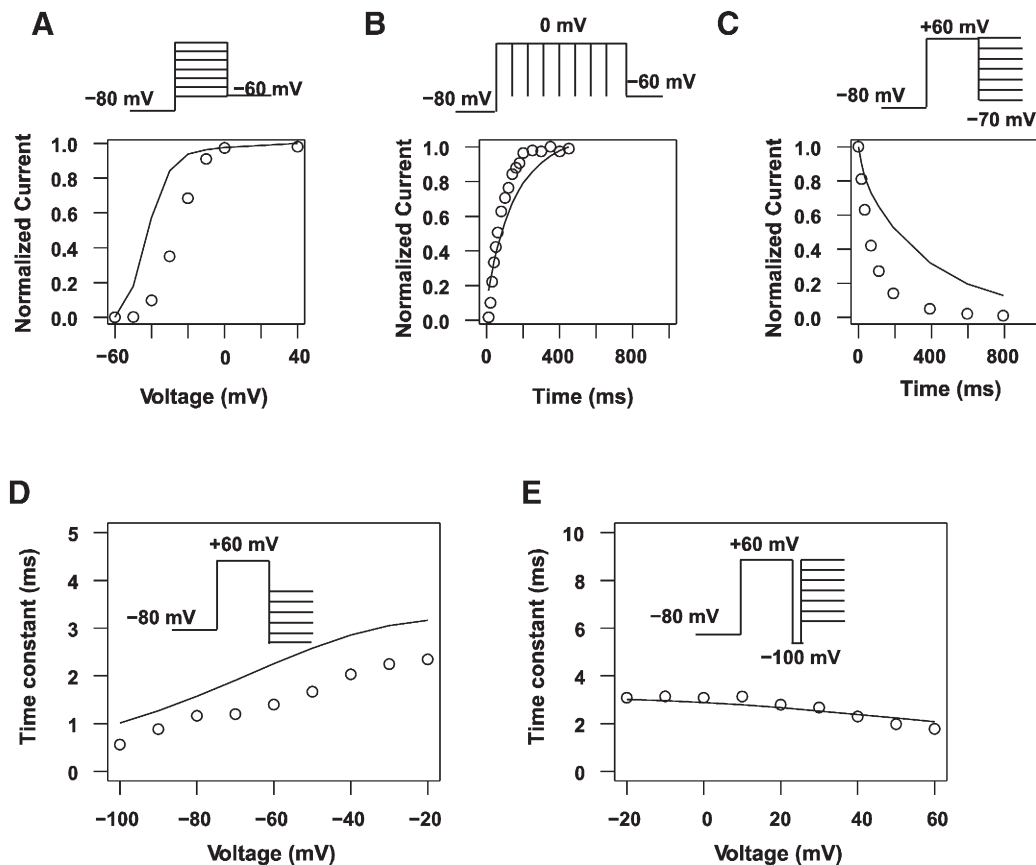 A
−80 mV
−60 mV
Normalized Current
1.0
0.8
0.6
0.4
0.2
0.0
−60
0
40
Voltage (mV)
B
0 mV
−80 mV
−60 mV
Normalized Current
1.0
0.8
0.6
0.4
0.2
0.0
0
400
800
Time (ms)
C
+60 mV
−80 mV
−70 mV
Normalized Current
1.0
0.8
0.6
0.4
0.2
0.0
0
400
800
Time (ms)
D
+60 mV
−80 mV
Time constant (ms)
5
4
3
2
1
0
−100
−80
−60
−40
−20
Voltage (mV)
E
+60 mV
−80 mV
−100 mV
Time constant (ms)
10
8
6
4
2
0
−20
0
20
40
60
Voltage (mV)